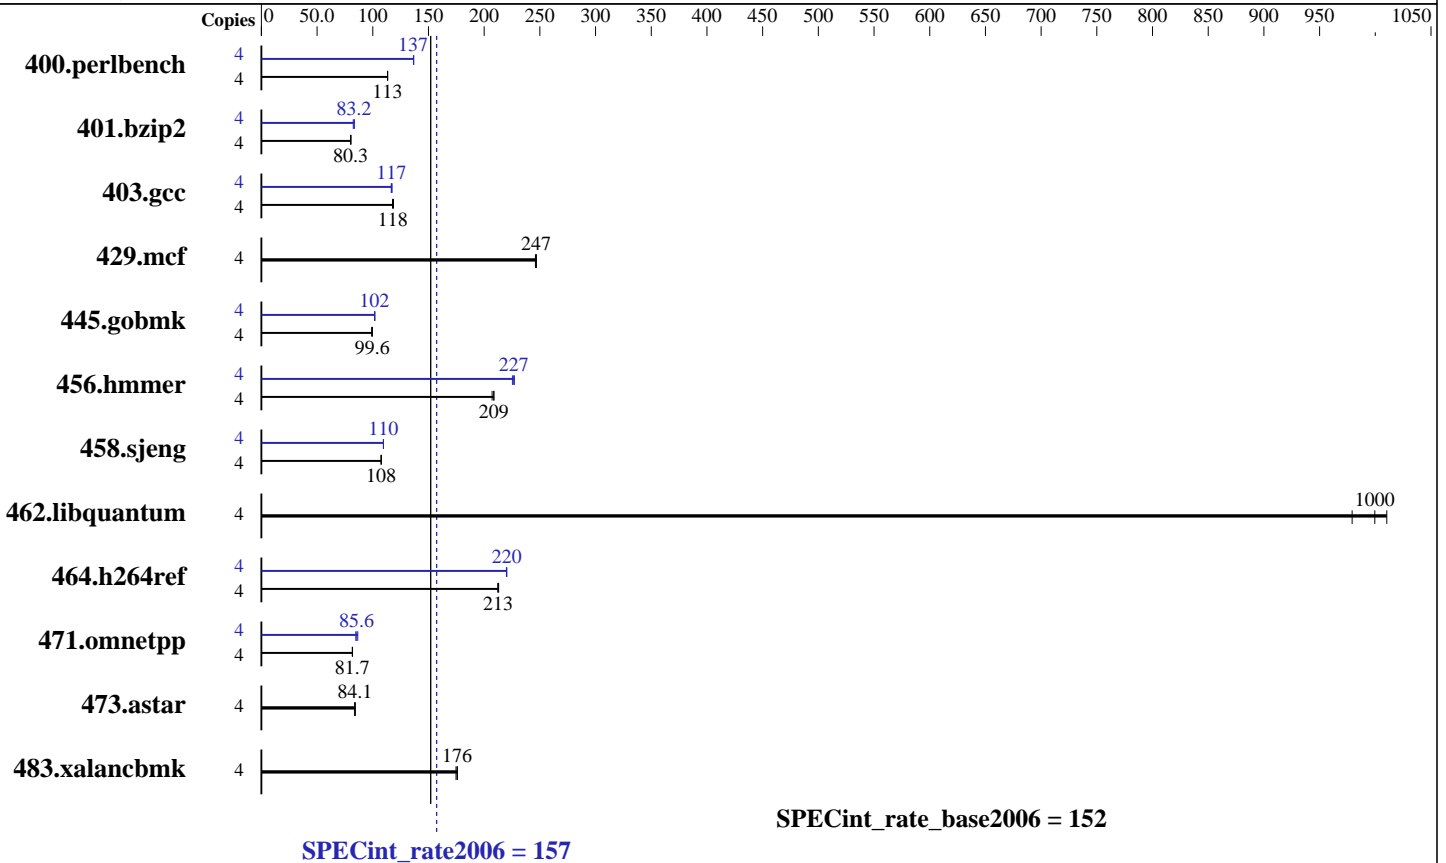 Copies 0 50.0 100 150 200 250 300 350 400 450 500 550 600 650 700 750 800 850 900 950 1050
400.perlbench 4 137
4 113
401.bzip2 4 83.2
4 80.3
403.gcc 4 117
4 118
429.mcf 4 247
445.gobmk 4 102
4 99.6
456.hmmer 4 227
4 209
458.sjeng 4 110
4 108
462.libquantum 4 1000
464.h264ref 4 220
4 213
471.omnetpp 4 85.6
4 81.7
473.astar 4 84.1
483.xalancbmk 4 176
SPECint_rate_base2006 = 152
SPECint_rate2006 = 157